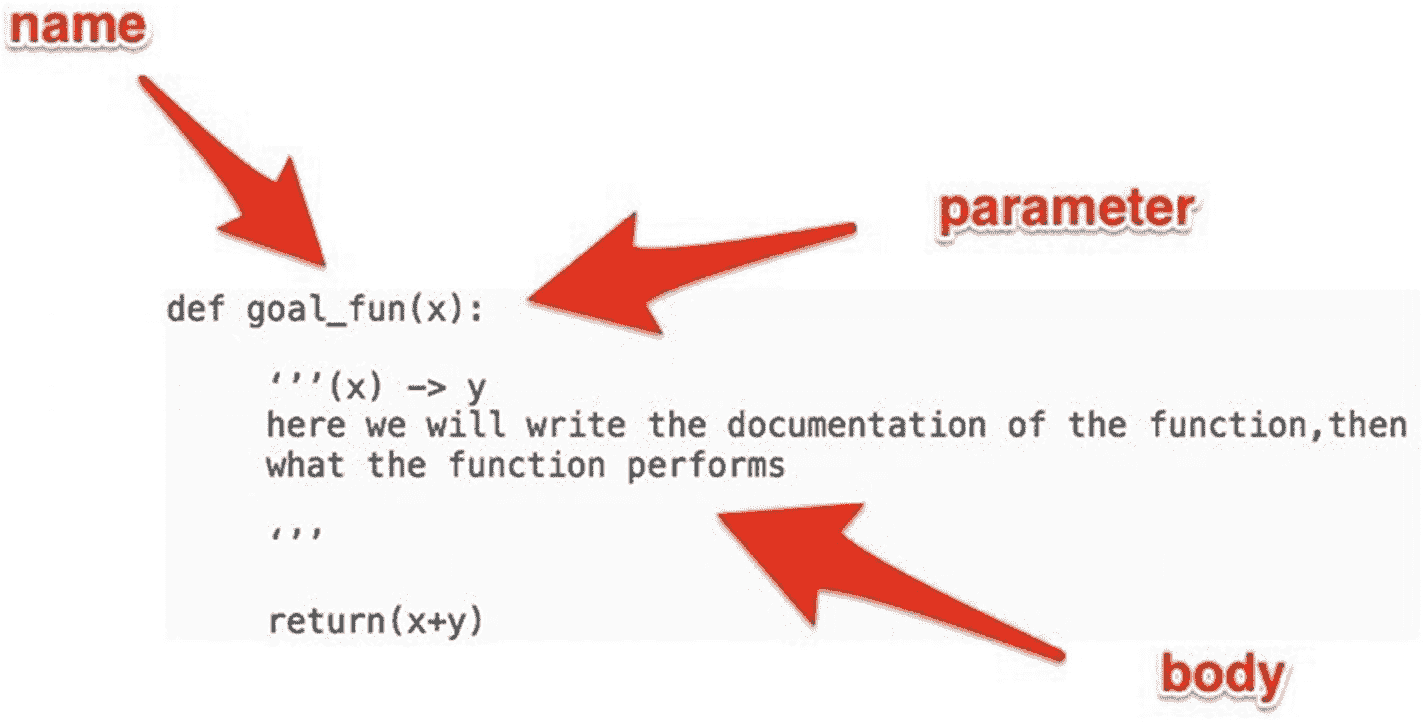 name
parameter
def goal_fun(x):
‘’’(x) –> y
here we will write the documentation of the function,then
what the function performs
‘’’
return(x+y)
body